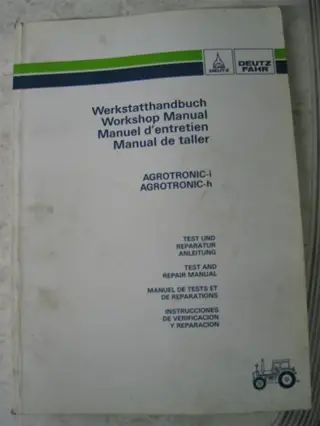 DEUTZ
DEUTZ
FAHR
Werkstatthandbuch
Workshop Manual
Manuel d'entretien
Manual de taller
AGROTRONIC-i
AGROTRONIC-h
TEST UND
REPARATUR
ANLEITUNG
TEST AND
REPAIR MANUAL
MANUEL DE TESTS ET
DE REPARATIONS
INSTRUCCIONES
DE VERIFICACION
Y REPARACION